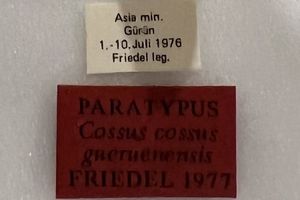 Asia min.
Gürün
1.-10. Juli 1976
Friedel leg.
PARATYPUS
Cossus cossus
gueruenensis
FRIEDEL 1977